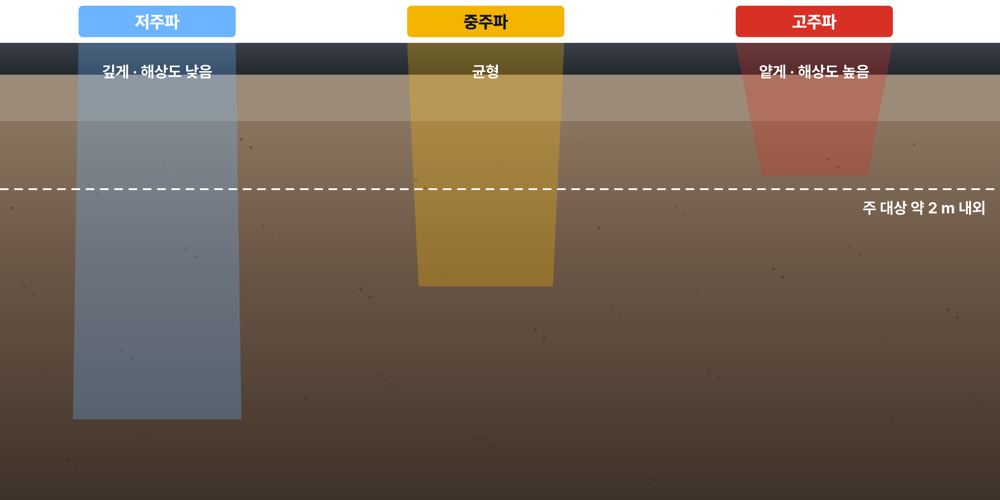 저주파
중주파
고주파
깊게 · 해상도 낮음
균형
얕게 · 해상도 높음
주 대상 약 2 m 내외